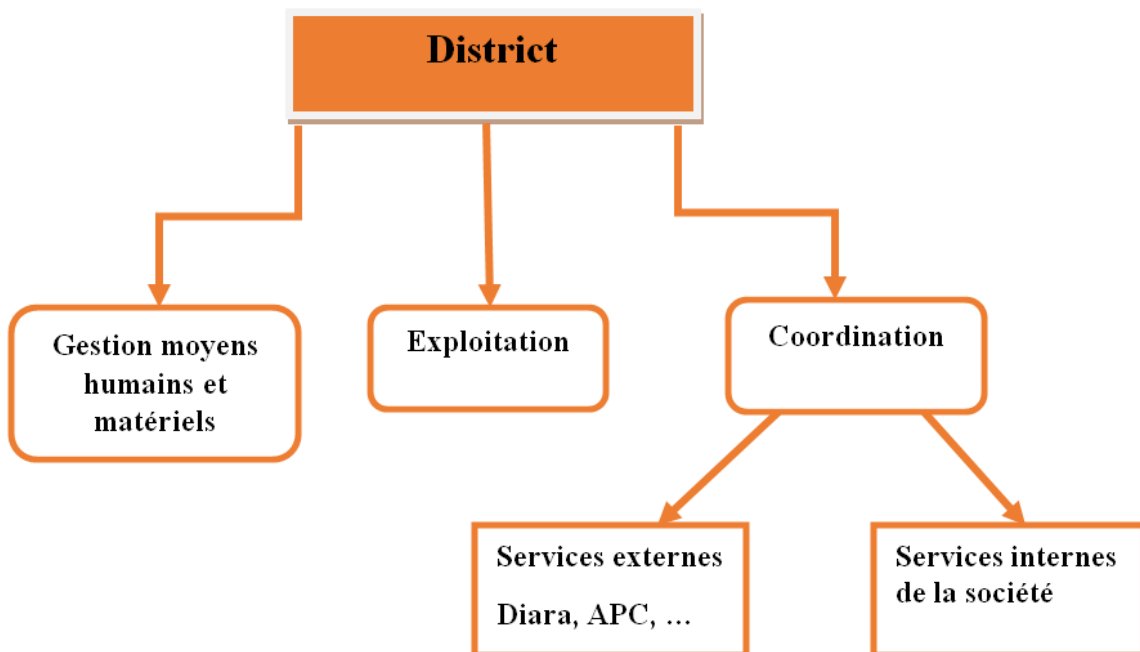 District
Gestion moyens
humains et
matériels
Exploitation
Coordination
Services externes
Diara, APC, ...
Services internes
de la société